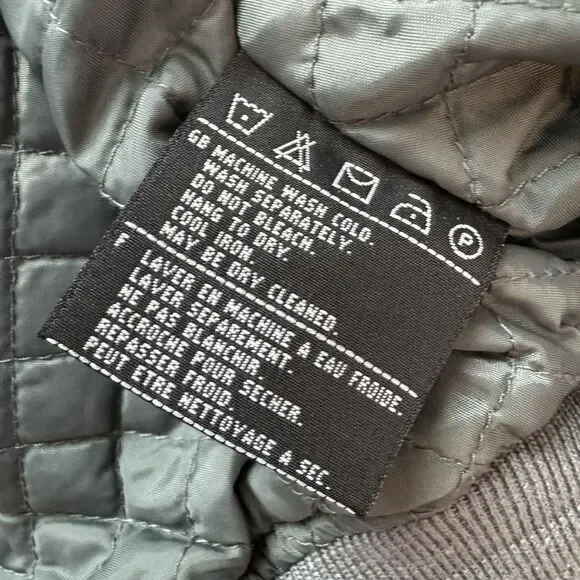 GB MACHINE WASH COLD.
WASH SEPARATELY.
DO NOT BLEACH.
HANG TO DRY.
COOL IRON.
MAY BE DRY CLEANED.
F LAVER EN MACHINE A EAU FROIDE.
LAVER SEPAREMENT.
NE PAS BLANCHIR.
ACCROCHE POUR SECHER.
REPASSER FROID.
PEUT ETRE NETTOYAGE A SEC.
P